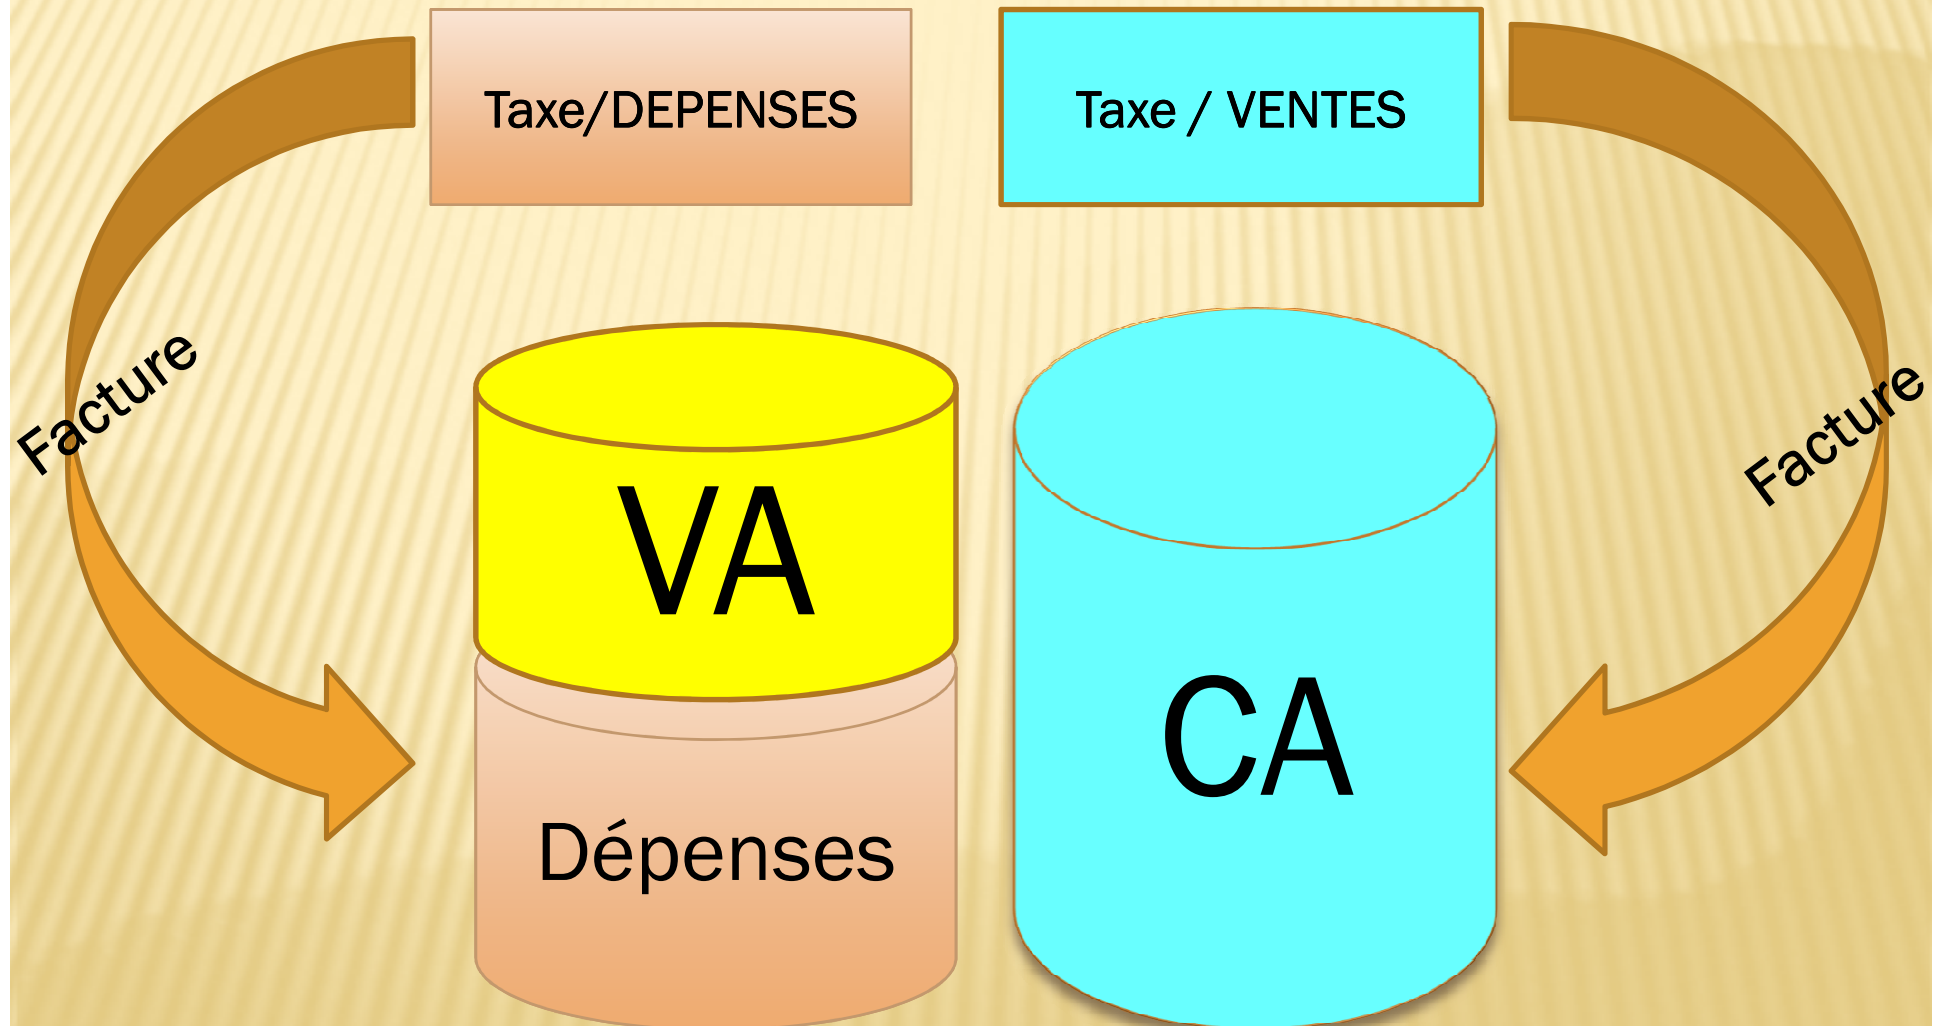 Taxe/DEPENSES
Taxe / VENTES
Facture
Facture
VA
CA
Dépenses